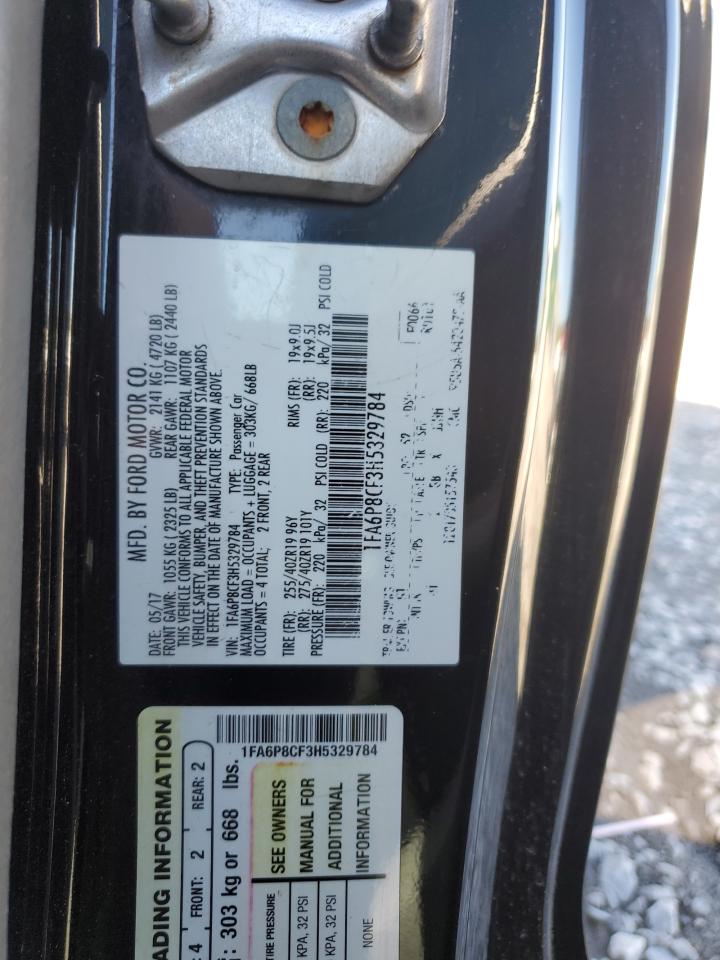 MFD. BY FORD MOTOR CO.
DATE: 05/17 GVWR: 2141 KG ( 4720 LB)
FRONT GAWR: 1055 KG ( 2325 LB) REAR GAWR: 1107 KG ( 2440 LB)
THIS VEHICLE CONFORMS TO ALL APPLICABLE FEDERAL MOTOR
VEHICLE SAFETY, BUMPER, AND THEFT PREVENTION STANDARDS
IN EFFECT ON THE DATE OF MANUFACTURE SHOWN ABOVE.
VIN: 1FA6P8CF3H5329784 TYPE: Passenger Car
MAXIMUM LOAD = OCCUPANTS + LUGGAGE = 303KG/ 668LB
OCCUPANTS = 4 TOTAL: 2 FRONT, 2 REAR
TIRE (FR): 255/40ZR19 96Y RIMS (FR): 19x9.0J
(RR): 275/40ZR19 101Y (RR): 19x9.5J
PRESSURE (FR): 220 kPa/ 32 PSI COLD (RR): 220 kPa/ 32 PSI COLD
1FA6P8CF3H5329784
1FA6P8CF3H5329784
ADING INFORMATION
4 FRONT: 2 REAR: 2
: 303 kg or 668 lbs.
TIRE PRESSURE
KPA, 32 PSI
KPA, 32 PSI
NONE
SEE OWNERS
MANUAL FOR
ADDITIONAL
INFORMATION